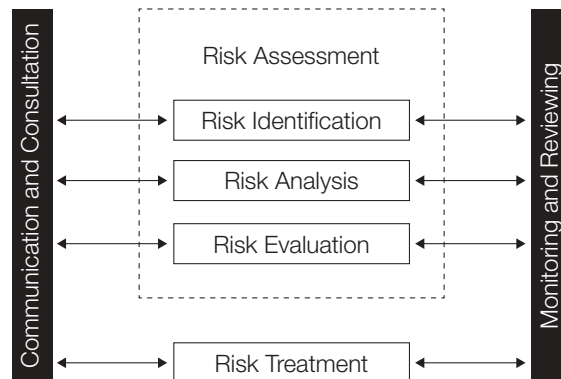 Communication and Consultation
Risk Assessment
Risk Identification
Risk Analysis
Risk Evaluation
Risk Treatment
Monitoring and Reviewing